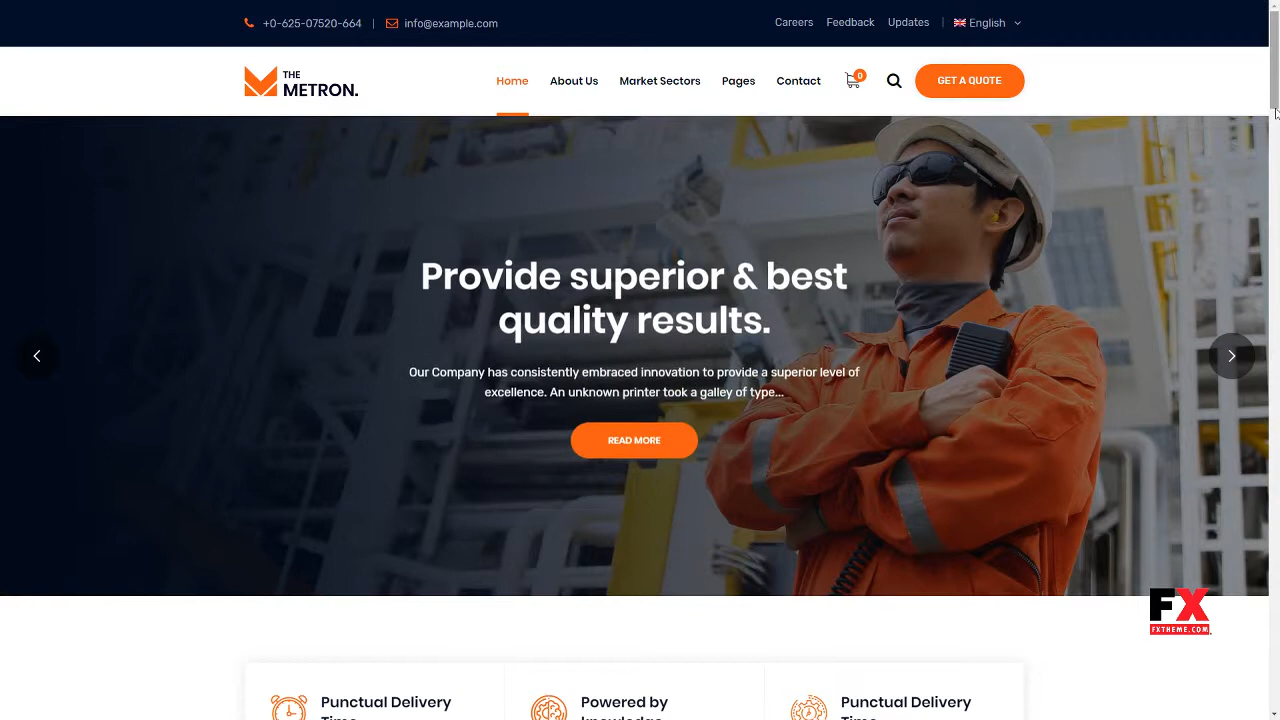 +0-625-07520-664 | info@example.com
Careers Feedback Updates | English
THE
METRON.
Home About Us Market Sectors Pages Contact 0 GET A QUOTE
Provide superior & best
quality results.
Our Company has consistently embraced innovation to provide a superior level of
excellence. An unknown printer took a galley of type...
READ MORE
FX
FXTHEME.COM
Punctual Delivery
Time
Powered by
knowledge
Punctual Delivery
Time